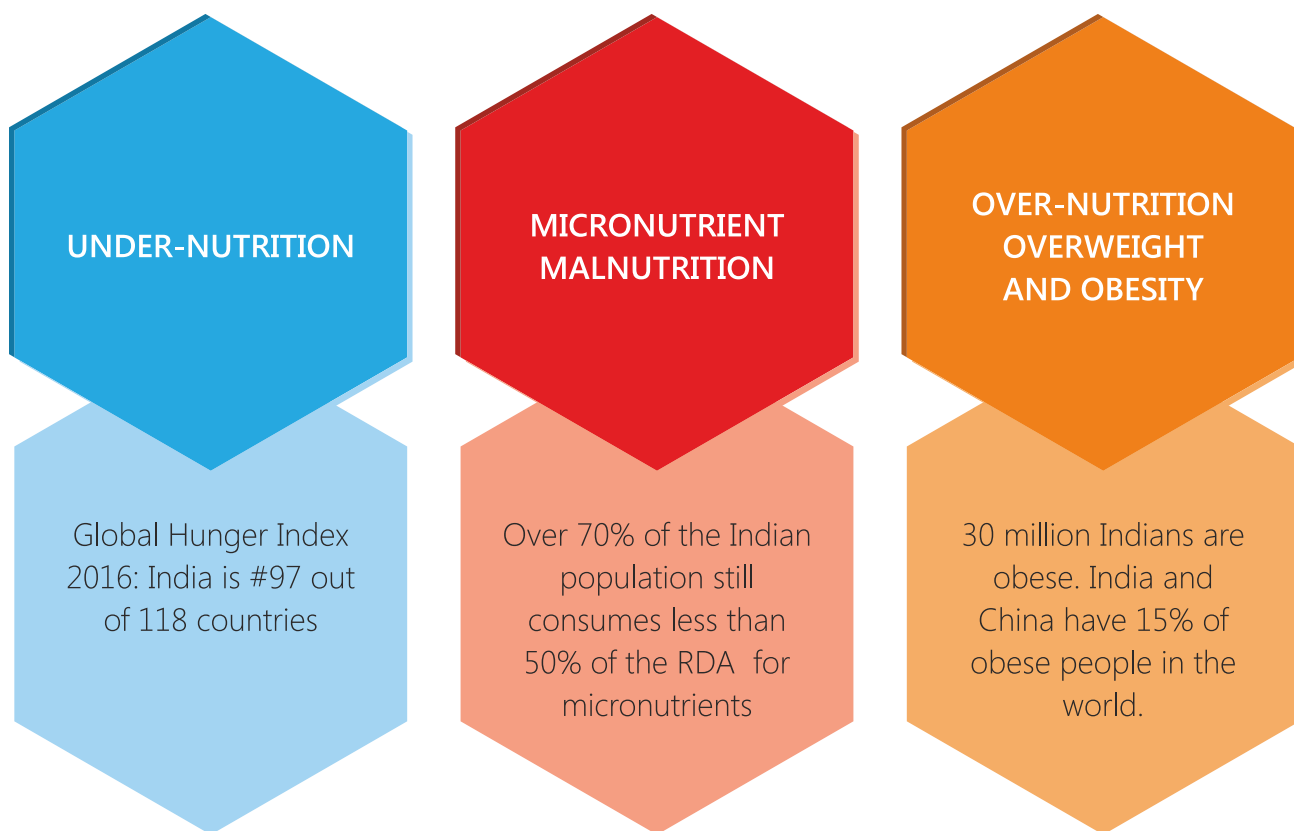 UNDER-NUTRITION
Global Hunger Index
2016: India is #97 out
of 118 countries
MICRONUTRIENT
MALNUTRITION
Over 70% of the Indian
population still
consumes less than
50% of the RDA  for
micronutrients
OVER-NUTRITION
OVERWEIGHT
AND OBESITY
30 million Indians are
obese. India and
China have 15% of
obese people in the
world.